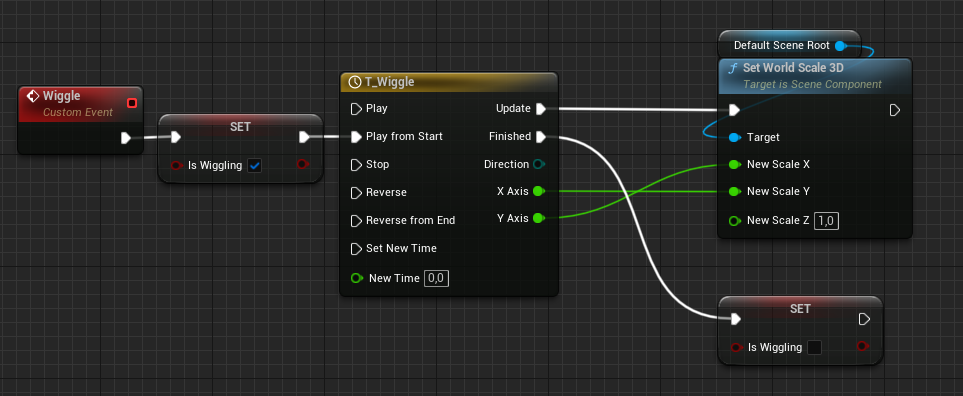 Wiggle
Custom Event
SET
Is Wiggling
T_Wiggle
Play
Play from Start
Stop
Reverse
Reverse from End
Set New Time
New Time 0,0
Update
Finished
Direction
X Axis
Y Axis
Default Scene Root
f Set World Scale 3D
Target is Scene Component
Target
New Scale X
New Scale Y
New Scale Z 1,0
SET
Is Wiggling